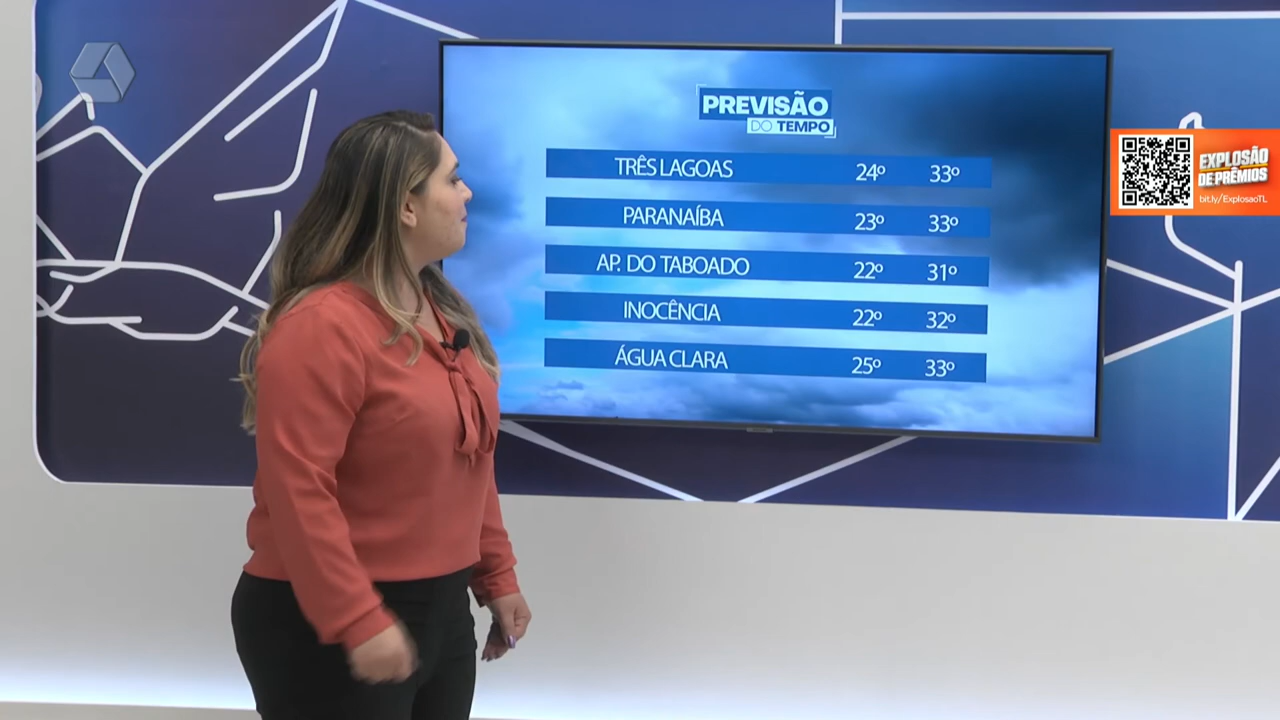 PREVISÃO
DO TEMPO
TRÊS LAGOAS 24º 33º
PARANAÍBA 23º 33º
AP. DO TABOADO 22º 31º
INOCÊNCIA 22º 32º
ÁGUA CLARA 25º 33º
EXPLOSÃO
DE PRÊMIOS
bit.ly/ExplosaoTL